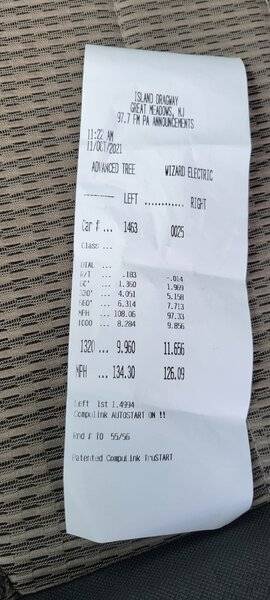 ISLAND DRAGWAY
GREAT MEADOWS, NJ
97.7 FM PA ANNOUNCEMENTS
11:22 AM
11/OCT/2021
ADVANCED TREE WIZARD ELECTRIC
-------- LEFT ............ RIGHT
Car # ... 1463 0025
Class ...
DIAL ...
R/T ... .183 -.014
60' ... 1.360 1.969
330' ... 4.051 5.158
660' ... 6.314 7.713
MPH ... 108.06 97.33
1000 ... 8.284 9.856
1320 ... 9.960 11.656
MPH ... 134.30 126.09
Left 1st 1.4994
CompuLink AUTOSTART ON !!
Rnd # TO 55/56
Patented CompuLink TruSTART